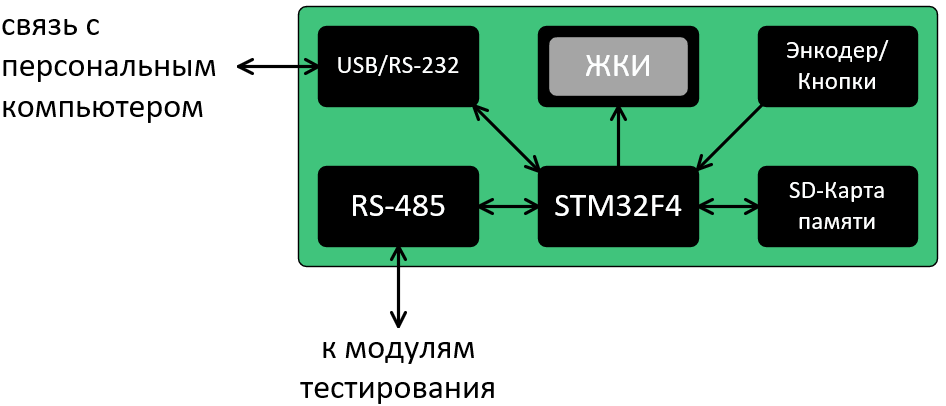 связь с
персональным
компьютером
USB/RS-232
ЖКИ
Энкодер/
Кнопки
RS-485
STM32F4
SD-Карта
памяти
к модулям
тестирования